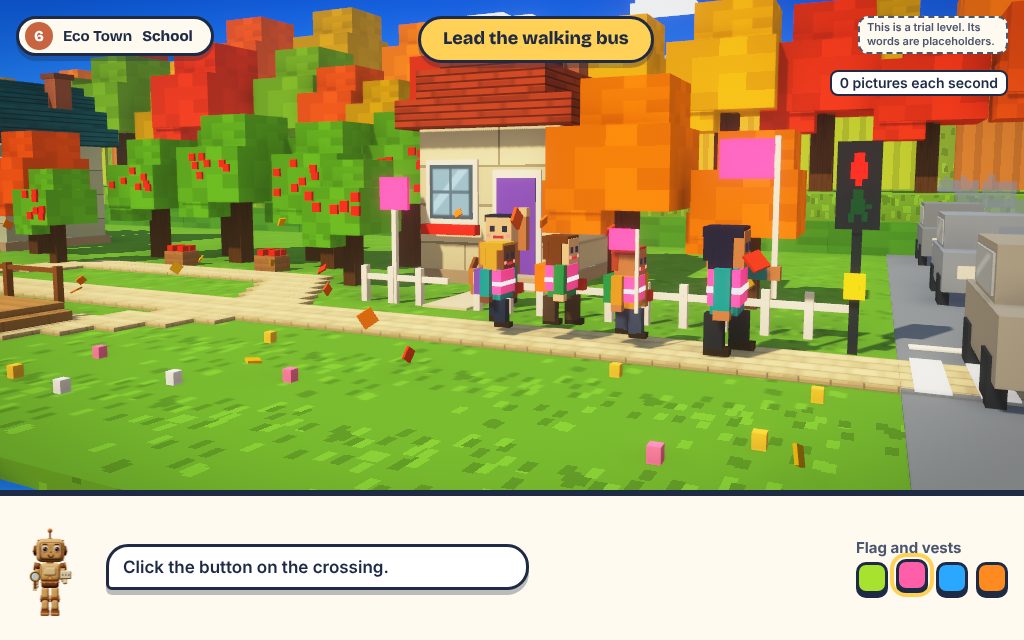 6 Eco Town School
Lead the walking bus
This is a trial level. Its
words are placeholders.
0 pictures each second
Click the button on the crossing.
Flag and vests